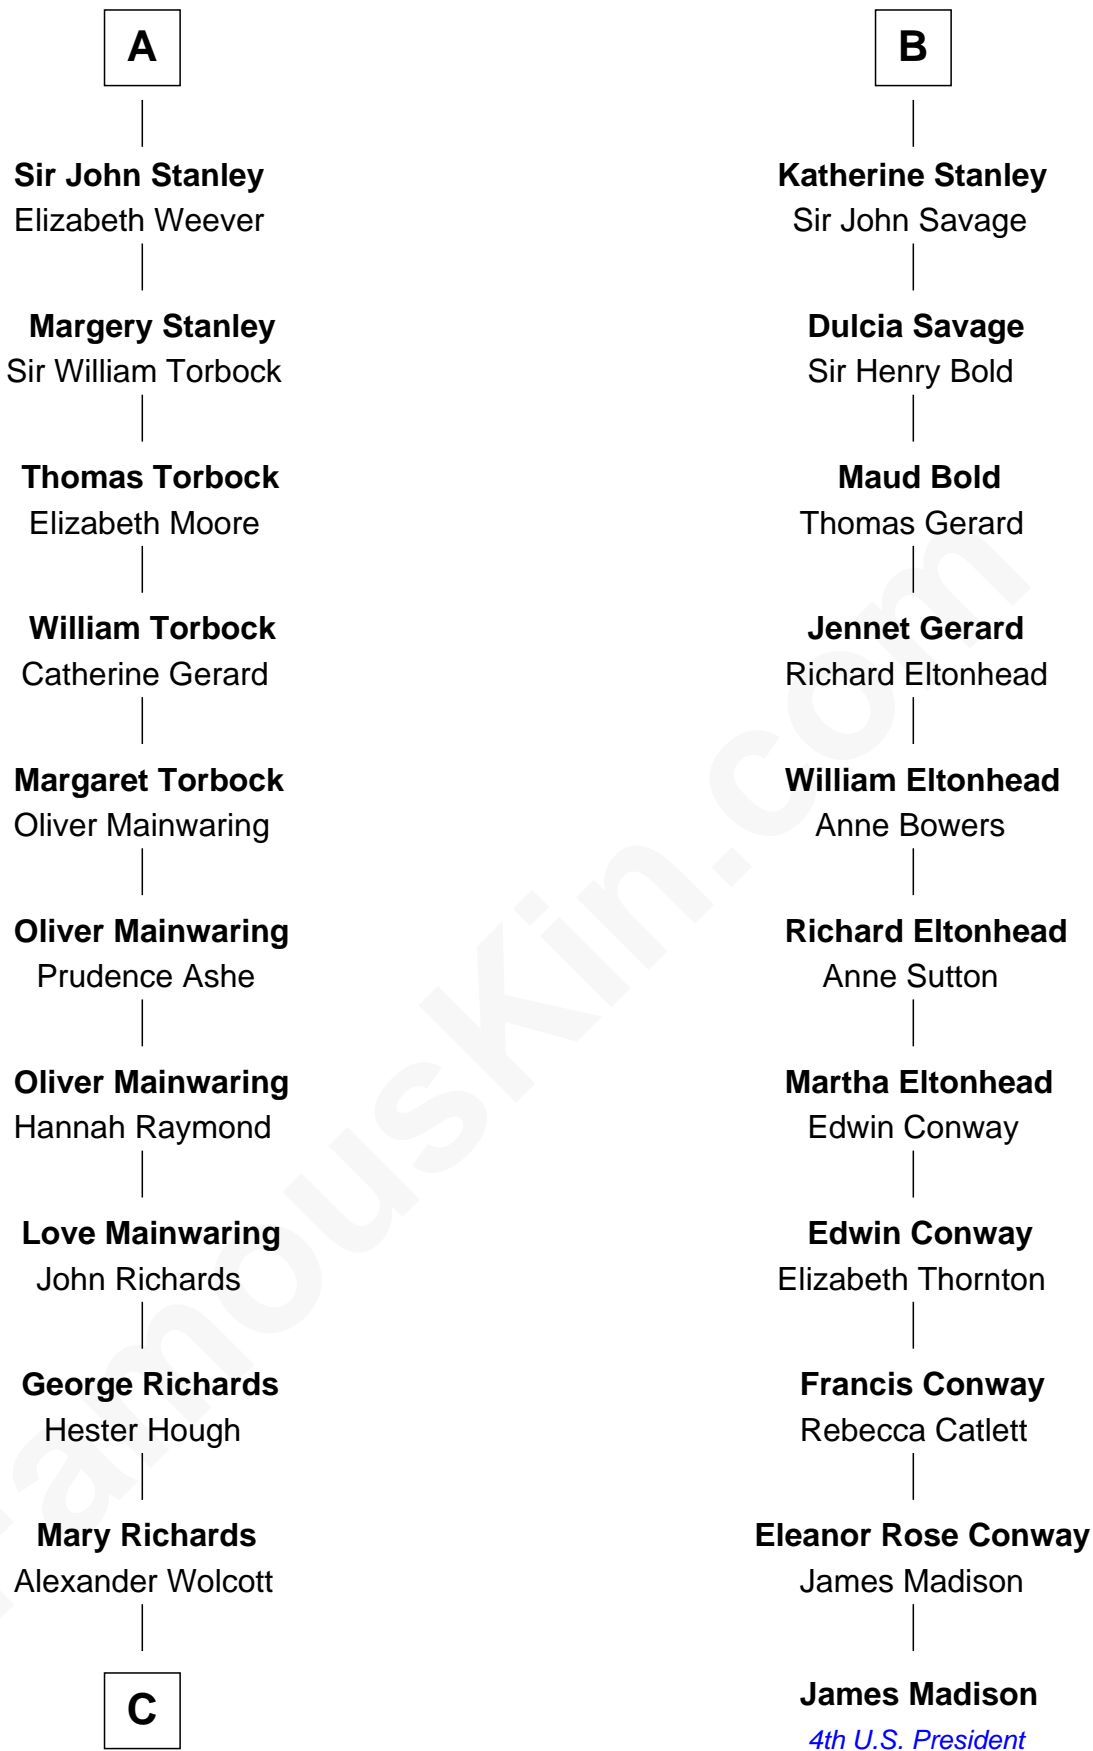 A
Sir John Stanley
Elizabeth Weever
Margery Stanley
Sir William Torbock
Thomas Torbock
Elizabeth Moore
William Torbock
Catherine Gerard
Margaret Torbock
Oliver Mainwaring
Oliver Mainwaring
Prudence Ashe
Oliver Mainwaring
Hannah Raymond
Love Mainwaring
John Richards
George Richards
Hester Hough
Mary Richards
Alexander Wolcott
C
B
Katherine Stanley
Sir John Savage
Dulcia Savage
Sir Henry Bold
Maud Bold
Thomas Gerard
Jennet Gerard
Richard Eltonhead
William Eltonhead
Anne Bowers
Richard Eltonhead
Anne Sutton
Martha Eltonhead
Edwin Conway
Edwin Conway
Elizabeth Thornton
Francis Conway
Rebecca Catlett
Eleanor Rose Conway
James Madison
James Madison
4th U.S. President
FamousKin.com